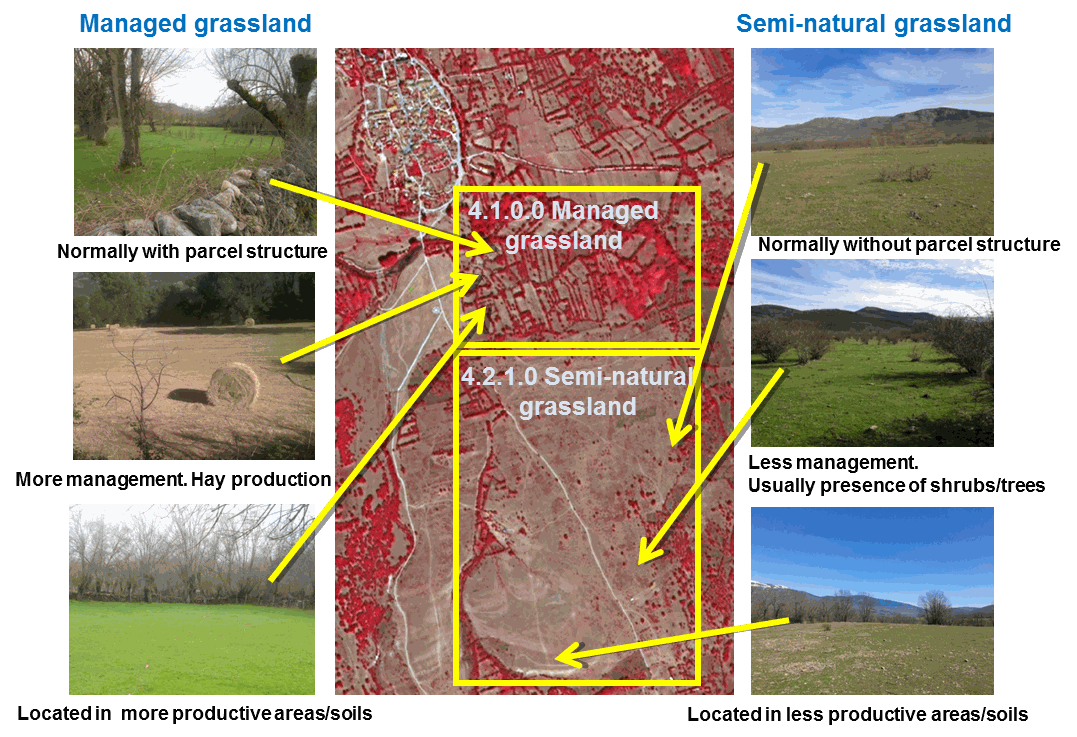 Managed grassland
Semi-natural grassland
4.1.0.0 Managed
grassland
Normally with parcel structure
Normally without parcel structure
4.2.1.0 Semi-natural
grassland
More management. Hay production
Less management.
Usually presence of shrubs/trees
Located in more productive areas/soils
Located in less productive areas/soils